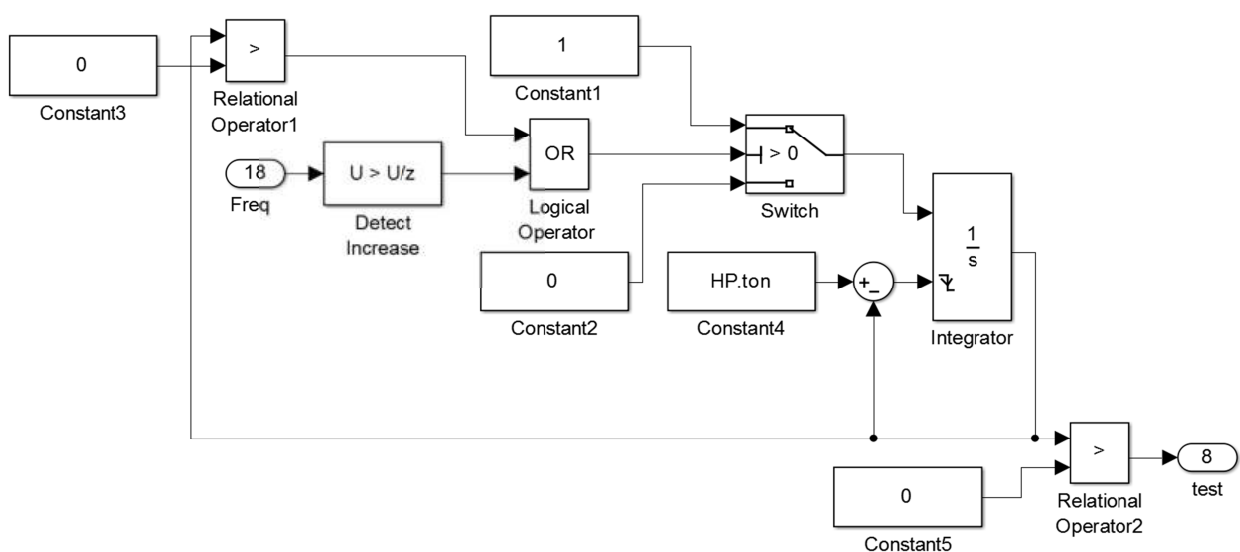 0
Constant3
>
Relational
Operator1
1
Constant1
18
Freq
U > U/z
Detect
Increase
OR
Logical
Operator
> 0
Switch
0
Constant2
HP.ton
Constant4
+
−
1
s
Integrator
>
Relational
Operator2
8
test
0
Constant5